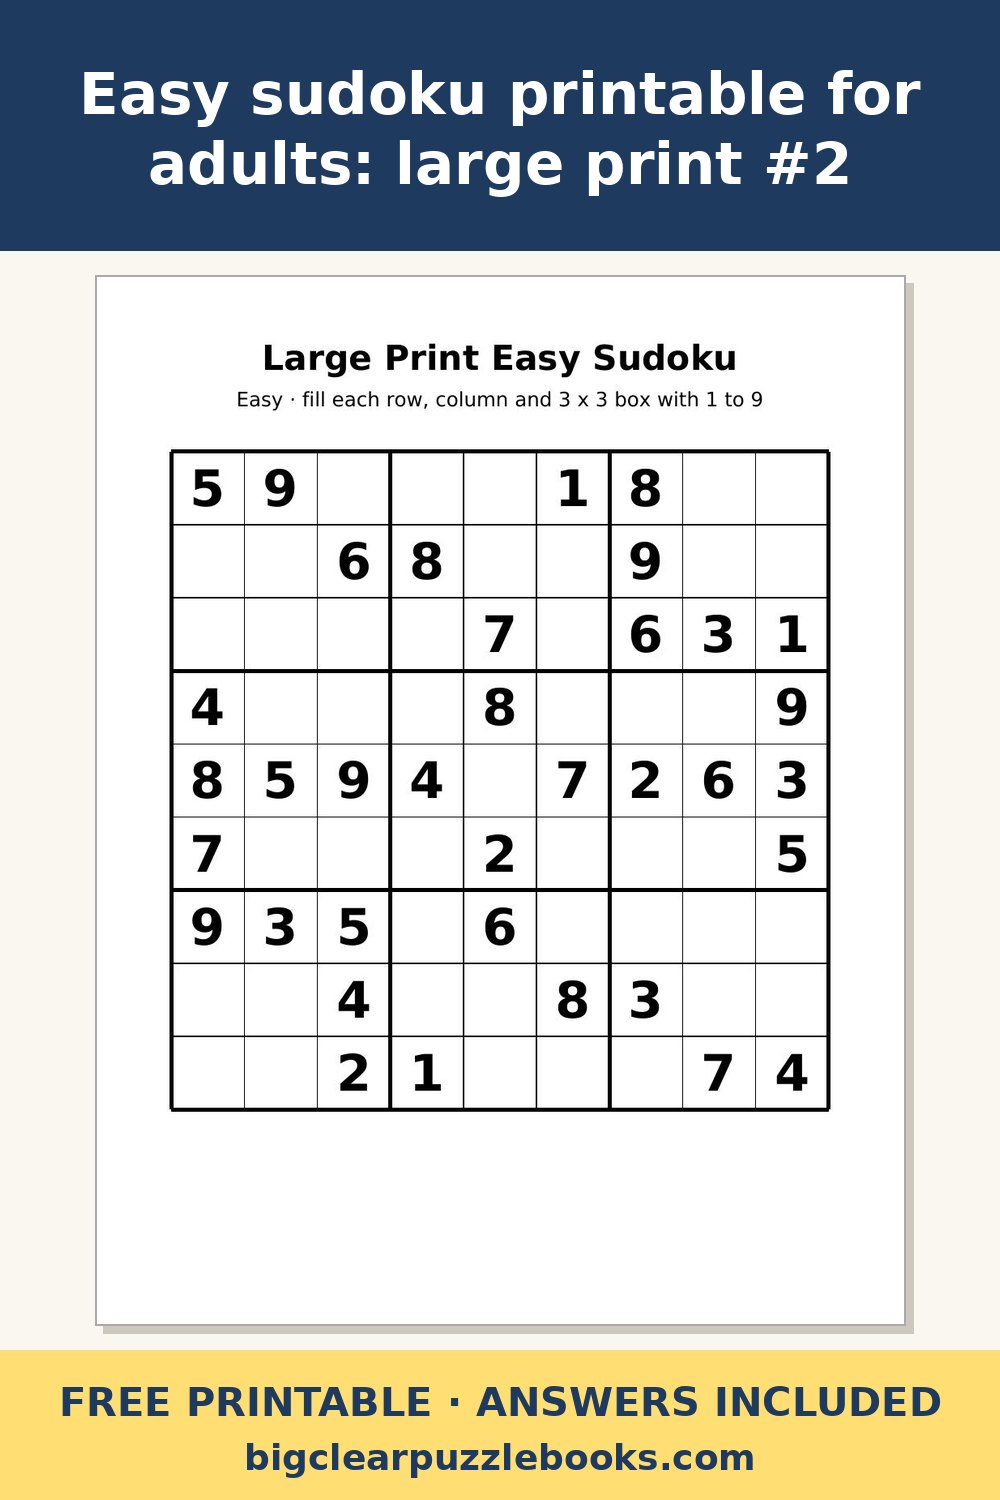 Easy sudoku printable for
adults: large print #2
Large Print Easy Sudoku
Easy · fill each row, column and 3 x 3 box with 1 to 9
5 9 1 8
6 8 9
7 6 3 1
4 8 9
8 5 9 4 7 2 6 3
7 2 5
9 3 5 6
4 8 3
2 1 7 4
FREE PRINTABLE · ANSWERS INCLUDED
bigclearpuzzlebooks.com